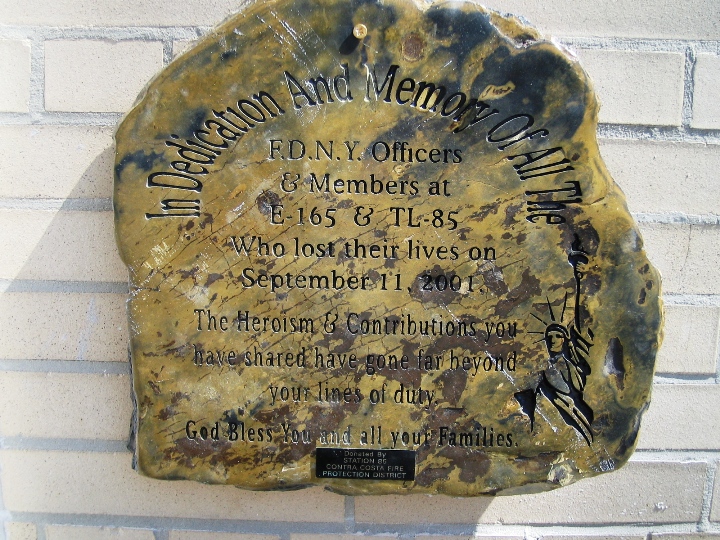 In Dedication And Memory Of All The
F.D.N.Y. Officers
& Members at
E-165 & TL-85
Who lost their lives on
September 11, 2001.
The Heroism & Contributions you
have shared have gone far beyond
your lines of duty.
God Bless You and all your Families.
Donated By
STATION 85
CONTRA COSTA FIRE
PROTECTION DISTRICT